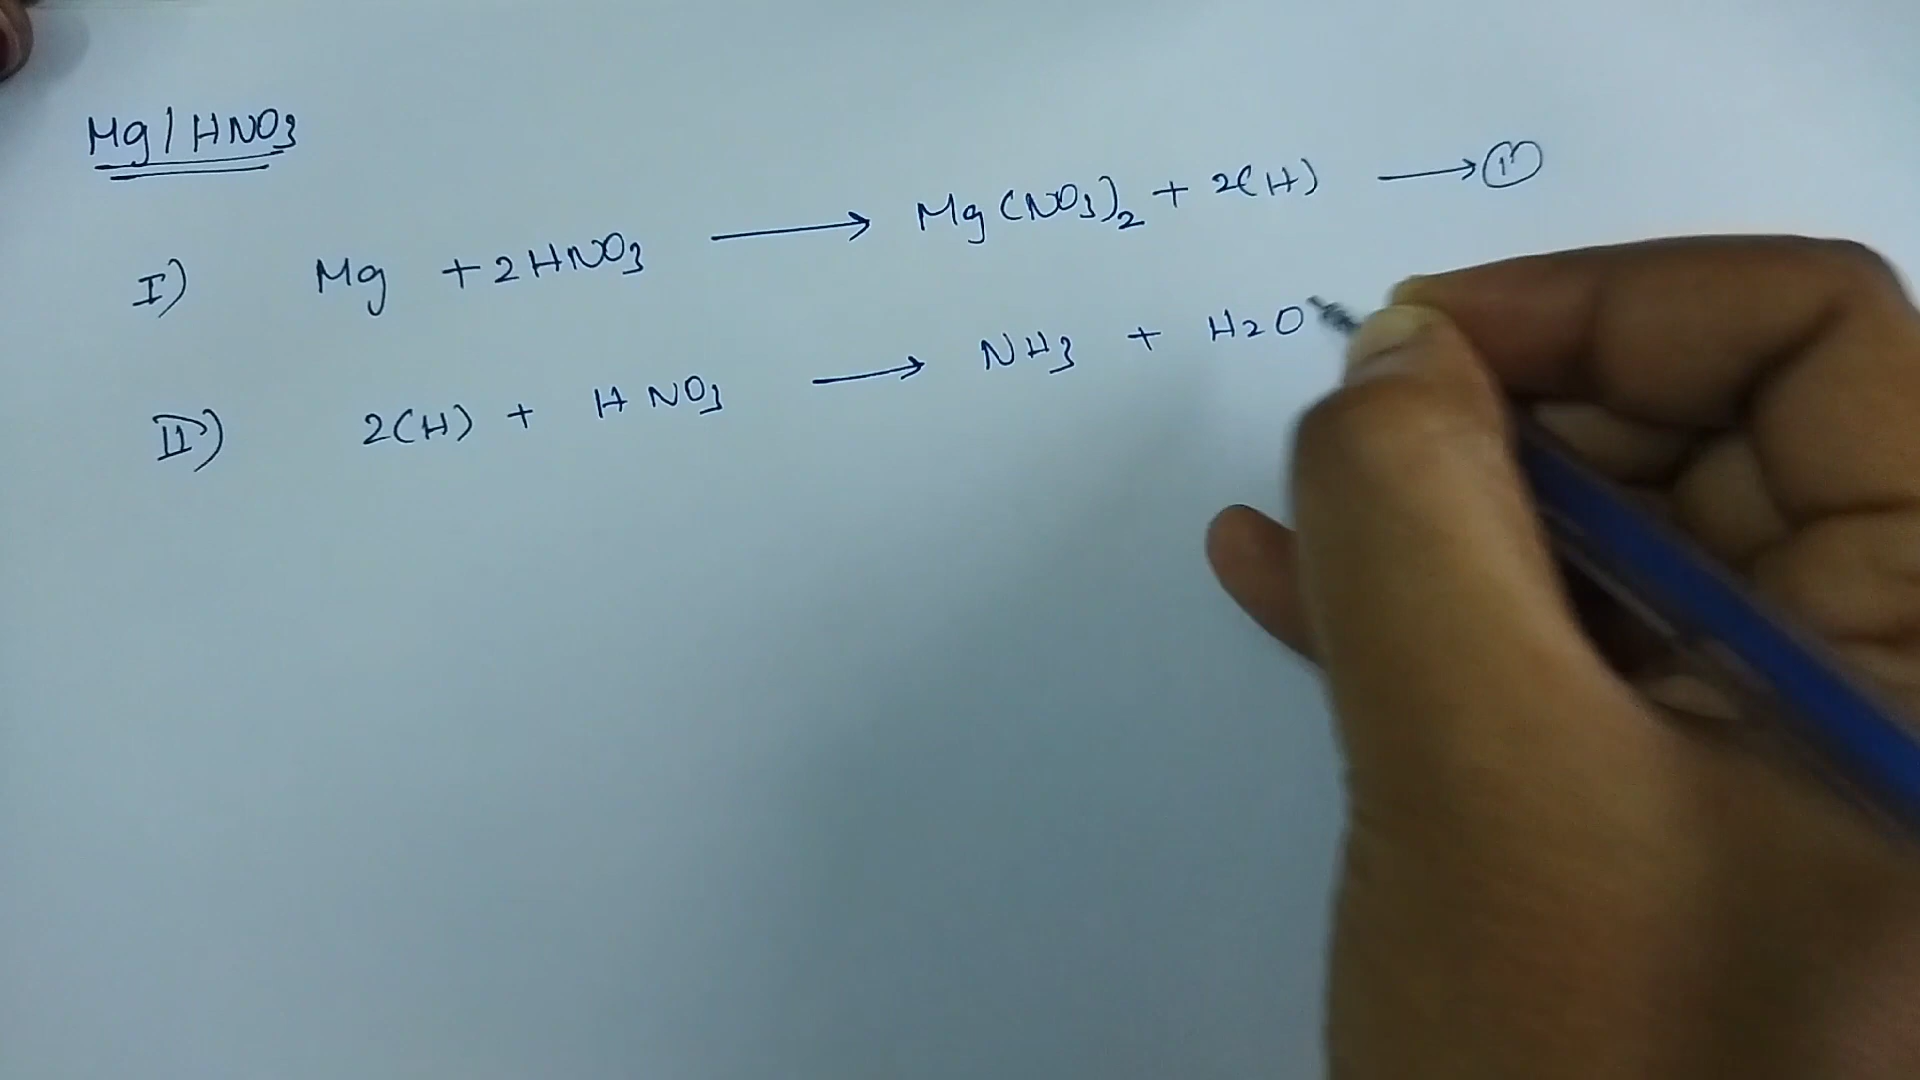 Mg/HNO3
I) Mg + 2HNO3 ⟶ Mg(NO3)2 + 2(H) ⟶ ①
II) 2(H) + HNO3 ⟶ NH3 + H2O